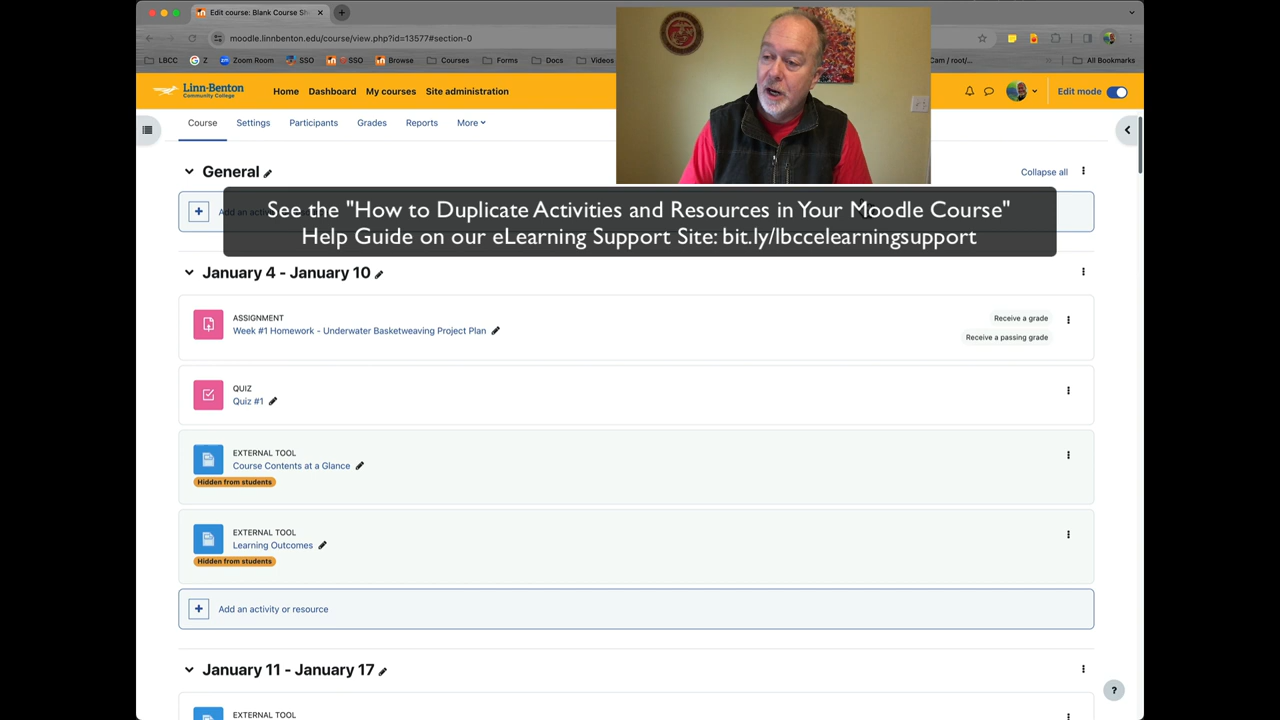 Edit course: Blank Course Sh
moodle.linnbenton.edu/course/view.php?id=13577#section-0
LBCC Z Zoom Room SSO SSO Browse Courses Forms Docs Videos Cam / root/... All Bookmarks
Linn-Benton
Community College
Home Dashboard My courses Site administration Edit mode
Course Settings Participants Grades Reports More
General Collapse all
See the "How to Duplicate Activities and Resources in Your Moodle Course"
Help Guide on our eLearning Support Site: bit.ly/lbccelearningsupport
January 4 - January 10
ASSIGNMENT
Week #1 Homework - Underwater Basketweaving Project Plan
Receive a grade
Receive a passing grade
QUIZ
Quiz #1
EXTERNAL TOOL
Course Contents at a Glance
Hidden from students
EXTERNAL TOOL
Learning Outcomes
Hidden from students
Add an activity or resource
January 11 - January 17
EXTERNAL TOOL
?